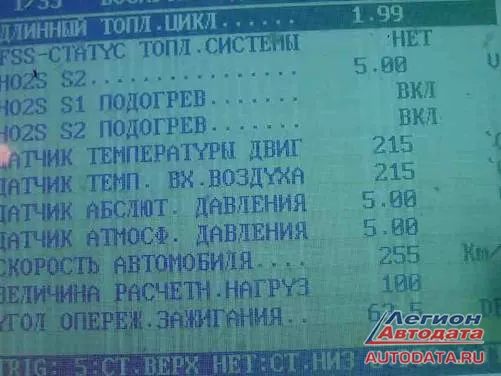 1/55
ДЛИННЫЙ ТОПЛ.ЦИКЛ...... 1.99
FSS-СТАТУС ТОПЛ.СИСТЕМЫ НЕТ
HO2S S2............... 5.00 V
HO2S S1 ПОДОГРЕВ....... ВКЛ
HO2S S2 ПОДОГРЕВ....... ВКЛ
ДАТЧИК ТЕМПЕРАТУРЫ ДВИГ 215
ДАТЧИК ТЕМП. ВХ.ВОЗДУХА 215
ДАТЧИК АБСЛЮТ. ДАВЛЕНИЯ 5.00
ДАТЧИК АТМОСФ. ДАВЛЕНИЯ 5.00
СКОРОСТЬ АВТОМОБИЛЯ.... 255 Km/
ВЕЛИЧИНА РАСЧЕТН.НАГРУЗ 100
УГОЛ ОПЕРЕЖ.ЗАЖИГАНИЯ..
TRIG: 5:СТ.ВЕРХ НЕТ:СТ.НИЗ
Легион
Автодата
AUTODATA.RU